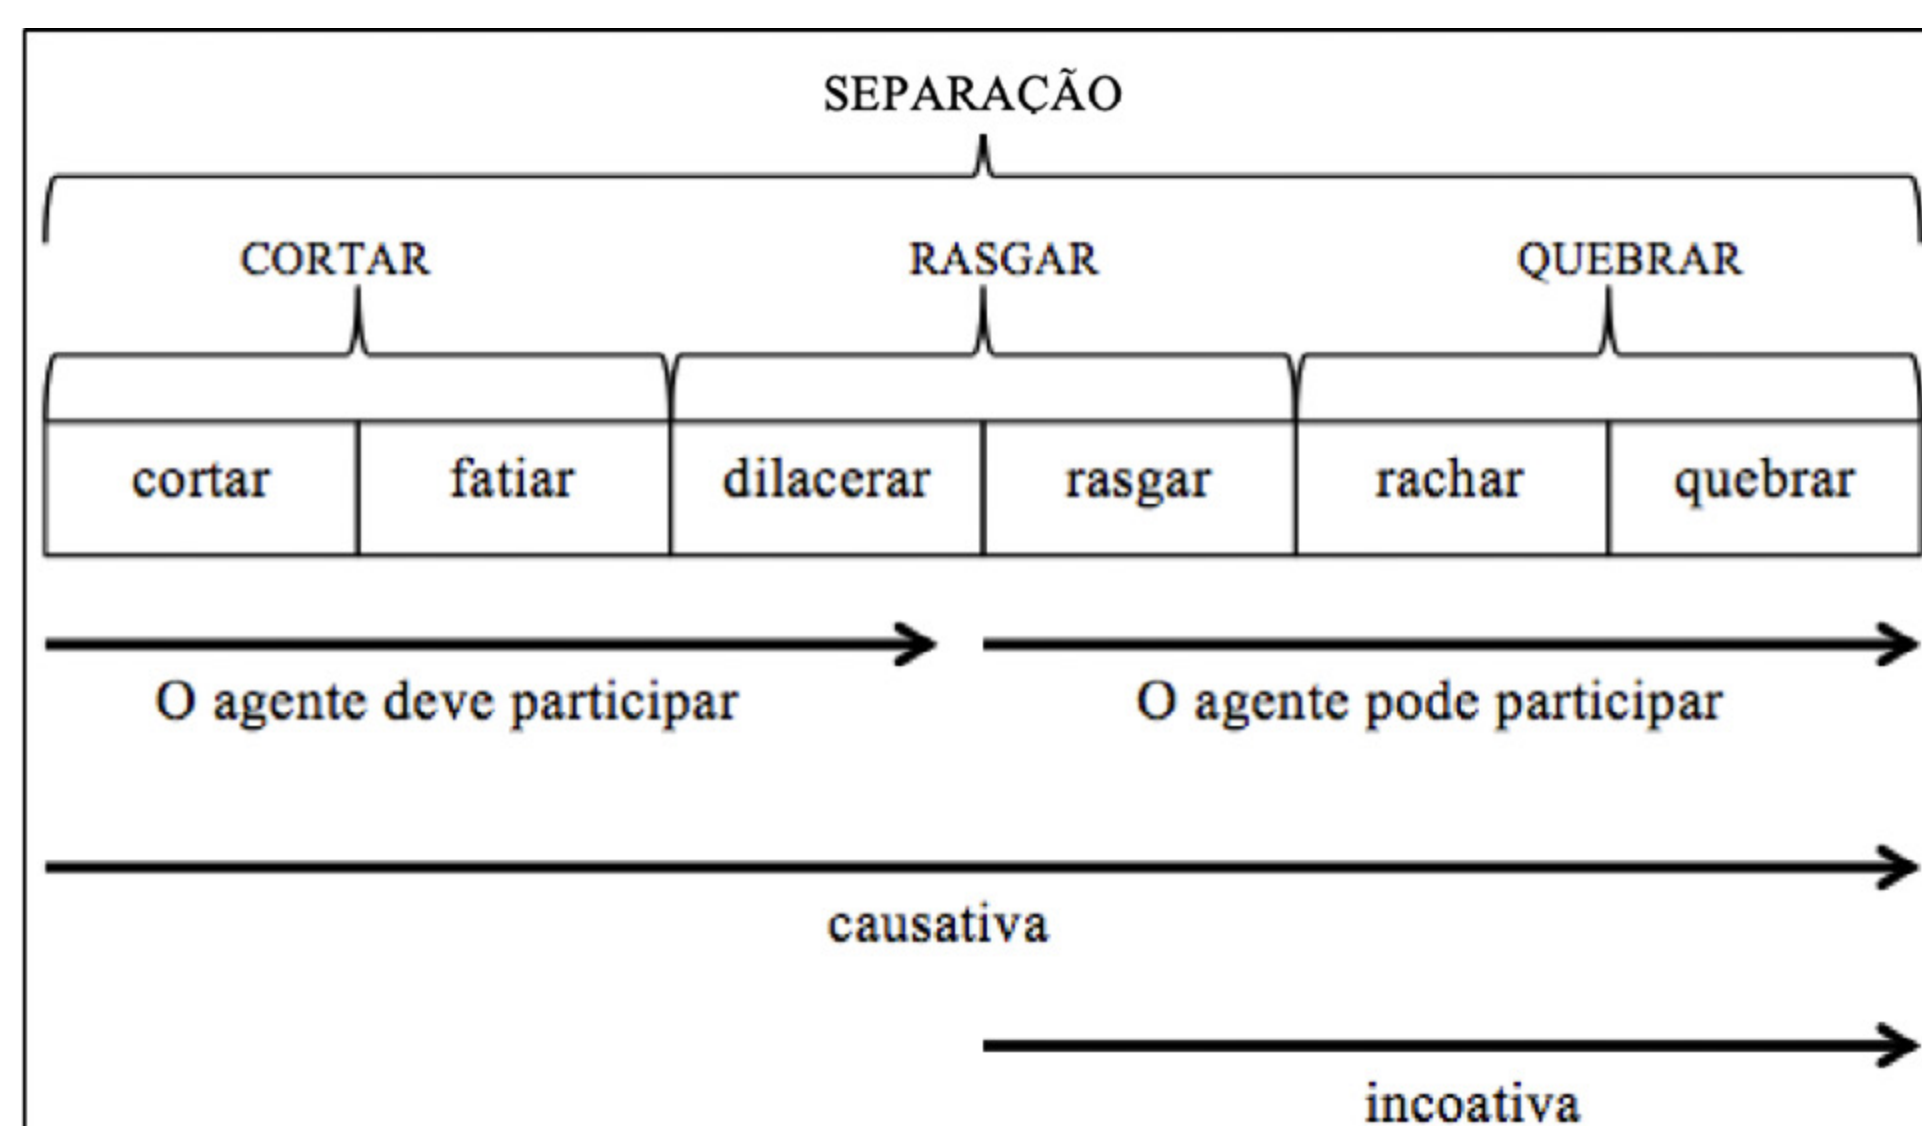 SEPARAÇÃO
CORTAR RASGAR QUEBRAR
cortar fatiar dilacerar rasgar rachar quebrar
O agente deve participar O agente pode participar
causativa
incoativa